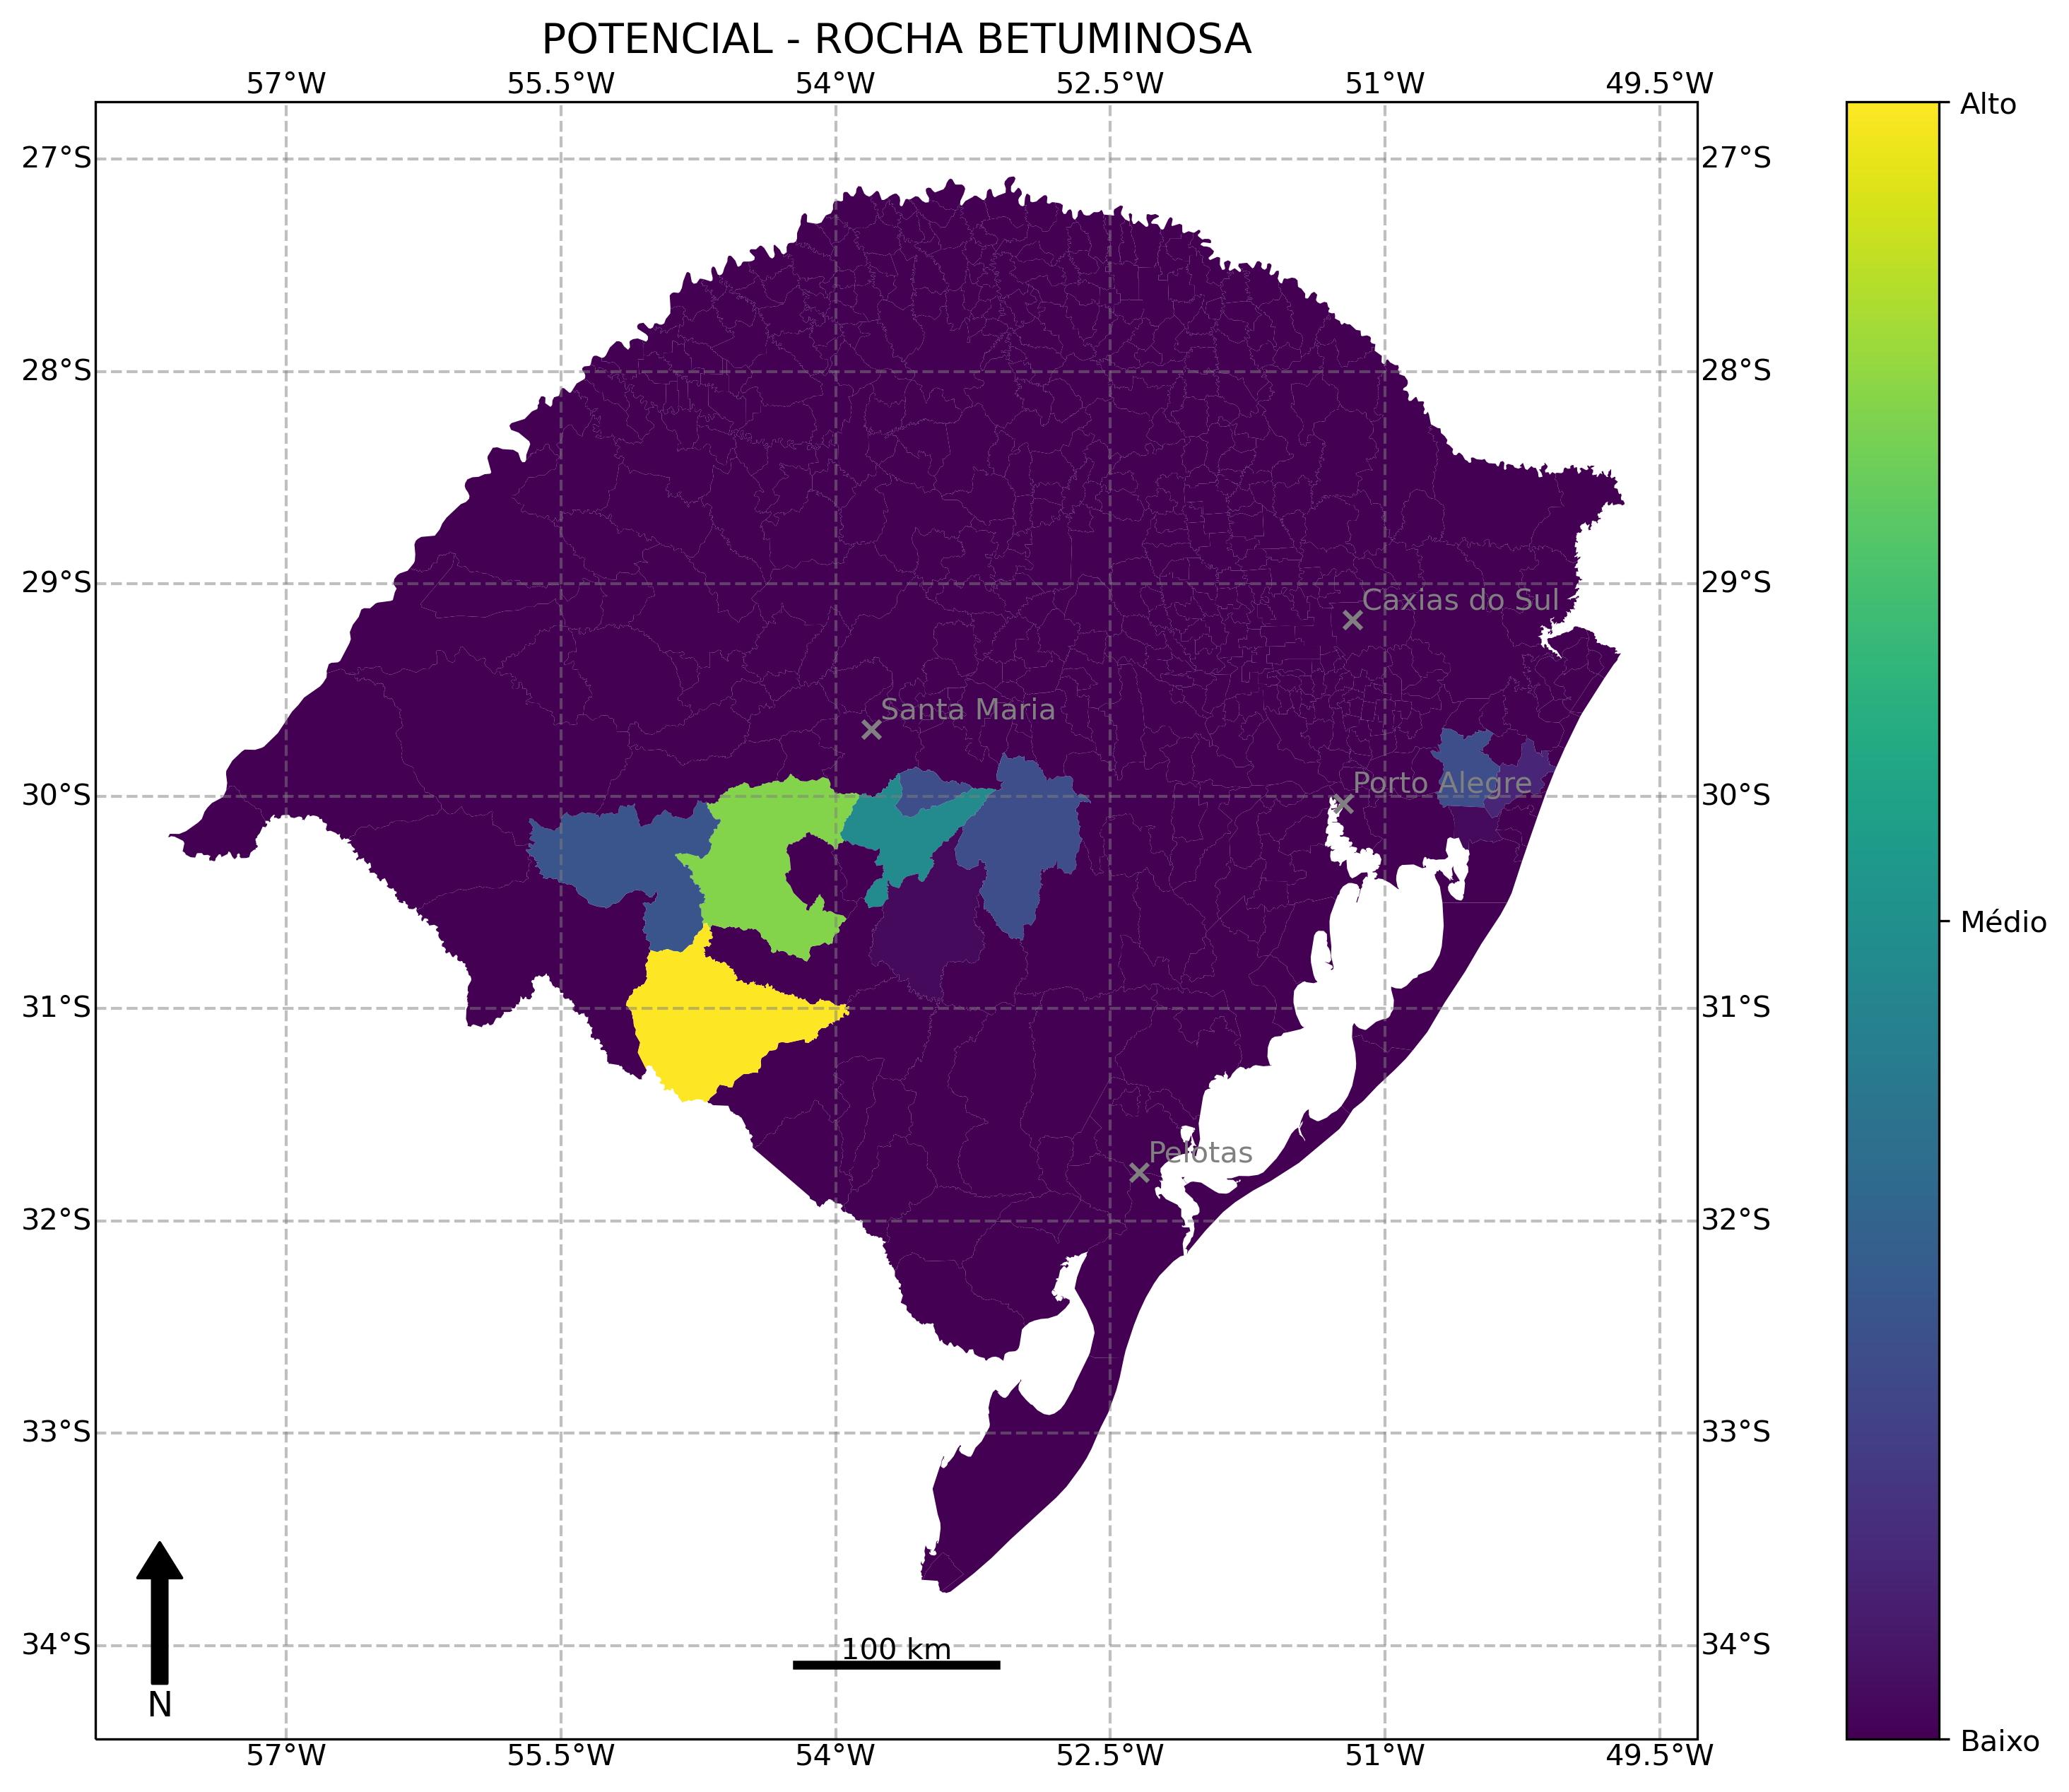 POTENCIAL - ROCHA BETUMINOSA
57°W 55.5°W 54°W 52.5°W 51°W 49.5°W
Alto
27°S 27°S
28°S 28°S
29°S 29°S
Caxias do Sul
Santa Maria
Porto Alegre
30°S 30°S
Médio
31°S 31°S
Pelotas
32°S 32°S
33°S 33°S
34°S 34°S
100 km
N
Baixo
57°W 55.5°W 54°W 52.5°W 51°W 49.5°W